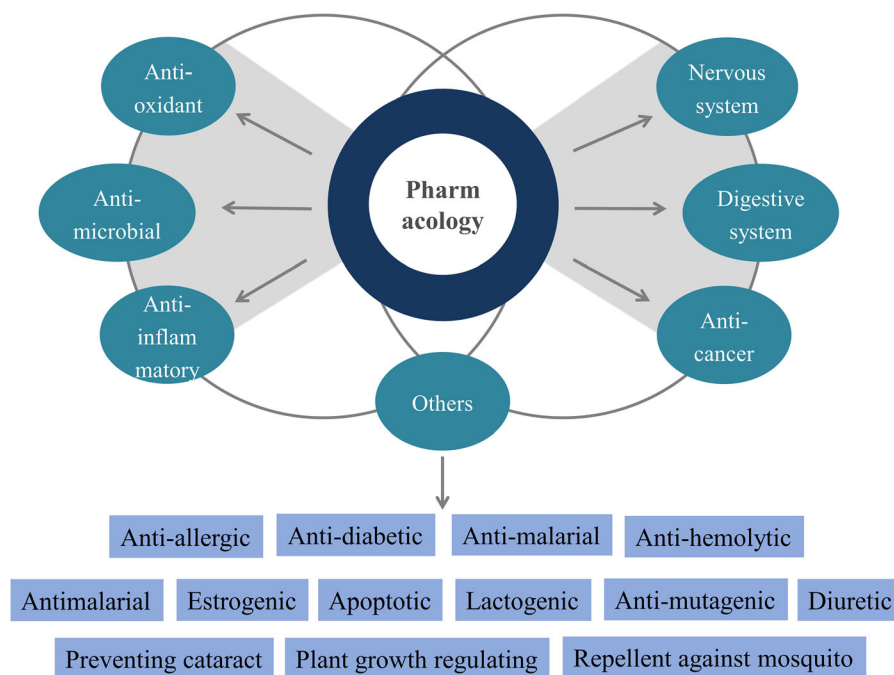 Anti-
oxidant
Nervous
system
Anti-
microbial
Pharm
acology
Digestive
system
Anti-
inflam
matory
Anti-
cancer
Others
Anti-allergic
Anti-diabetic
Anti-malarial
Anti-hemolytic
Antimalarial
Estrogenic
Apoptotic
Lactogenic
Anti-mutagenic
Diuretic
Preventing cataract
Plant growth regulating
Repellent against mosquito